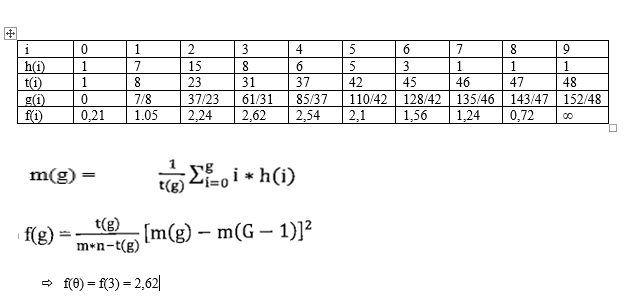 i 0 1 2 3 4 5 6 7 8 9
h(i) 1 7 15 8 6 5 3 1 1 1
t(i) 1 8 23 31 37 42 45 46 47 48
g(i) 0 7/8 37/23 61/31 85/37 110/42 128/42 135/46 143/47 152/48
f(i) 0,21 1.05 2,24 2,62 2,54 2,1 1,56 1,24 0,72 ∞
m(g) = 1/t(g) ∑ᵍᵢ₌₀ i * h(i)
f(g) = t(g)/m*n−t(g) [m(g) − m(G − 1)]²
⇒ f(θ) = f(3) = 2,62